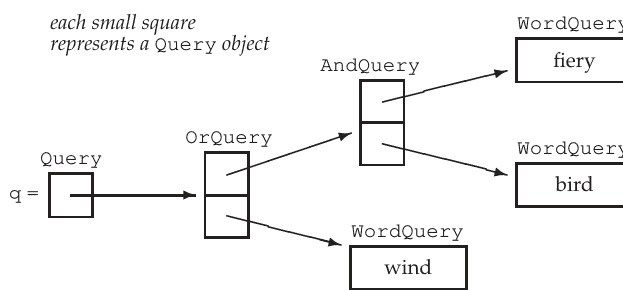 each small square
represents a Query object
WordQuery
fiery
AndQuery
OrQuery
WordQuery
bird
Query
q =
WordQuery
wind